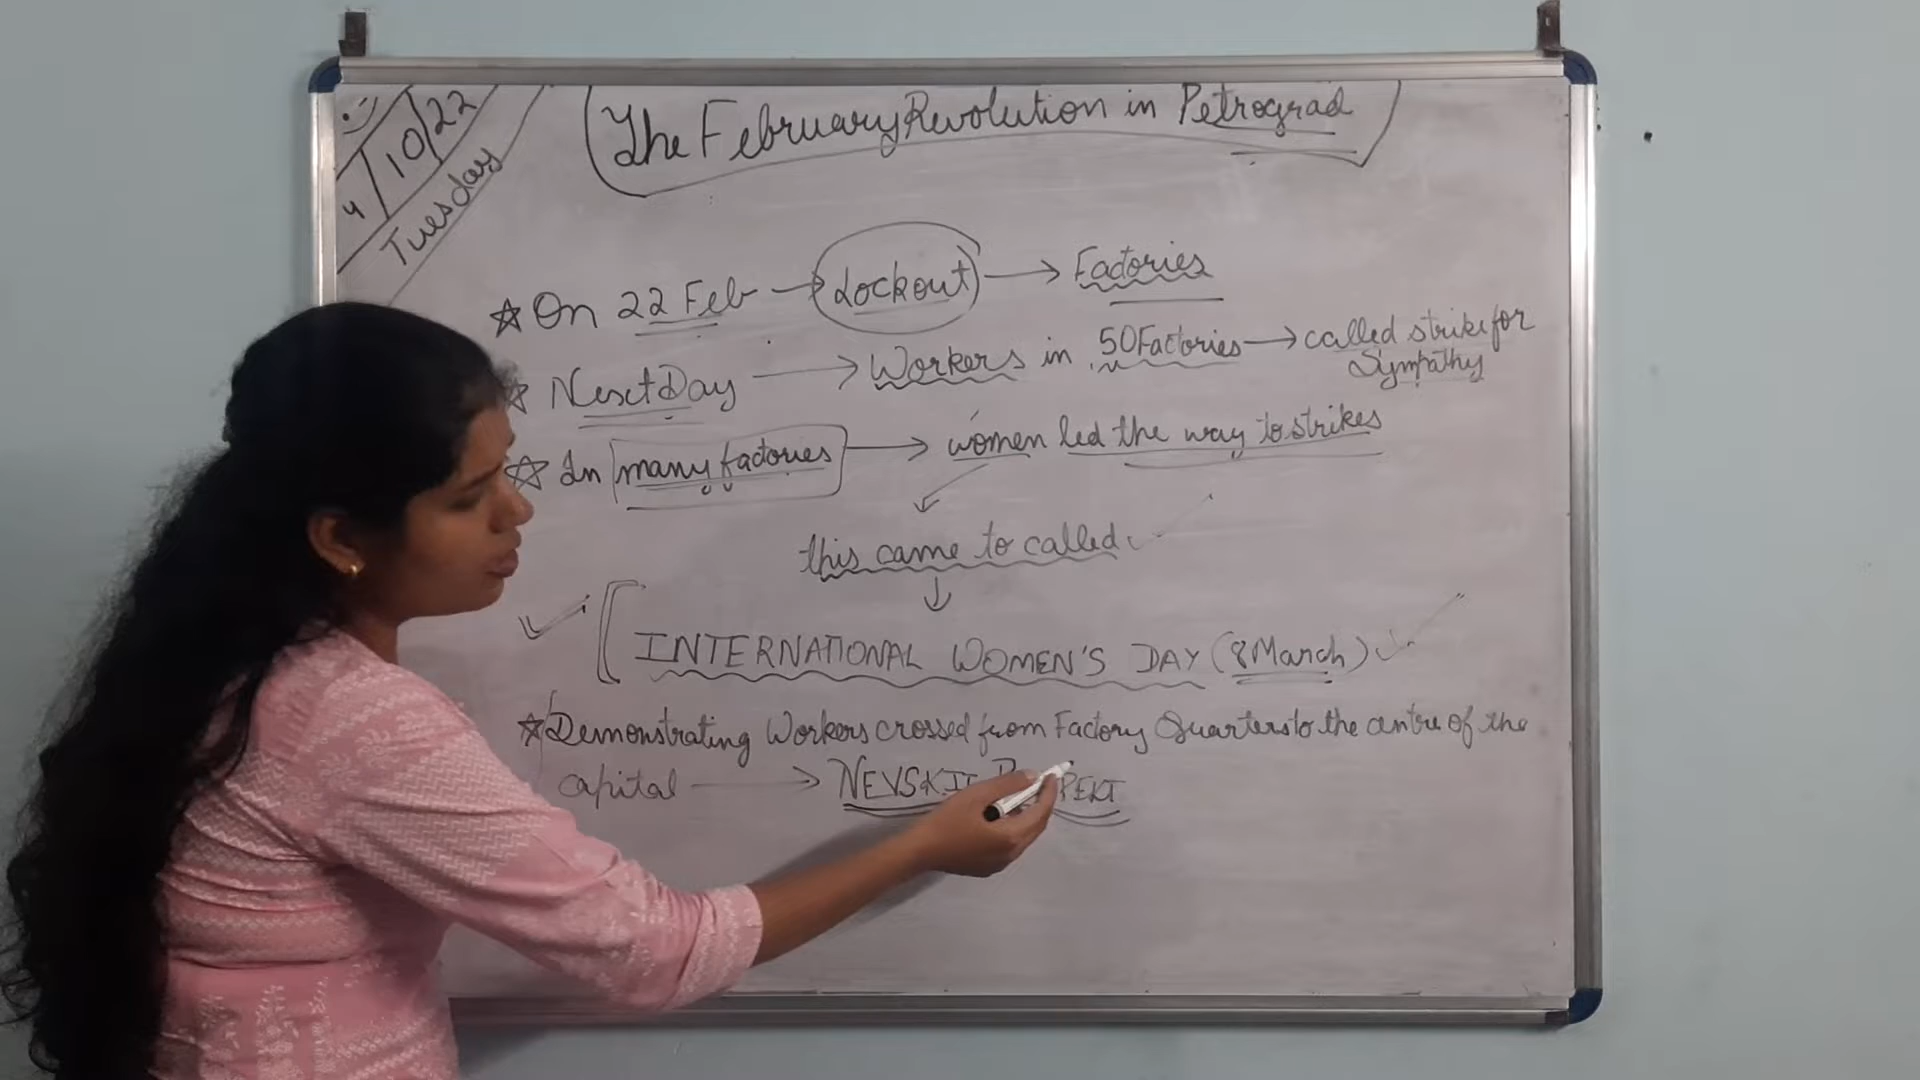 4/10/22
Tuesday
The February Revolution in Petrograd
On 22 Feb → Lockout → Factories
Next Day → Workers in 50 Factories → called strike for
Sympathy
In many factories → women led the way to strikes
this came to called
INTERNATIONAL WOMEN'S DAY (8 March)
Demonstrating Workers crossed from Factory Quarters to the centre of the
capital → NEVSKII